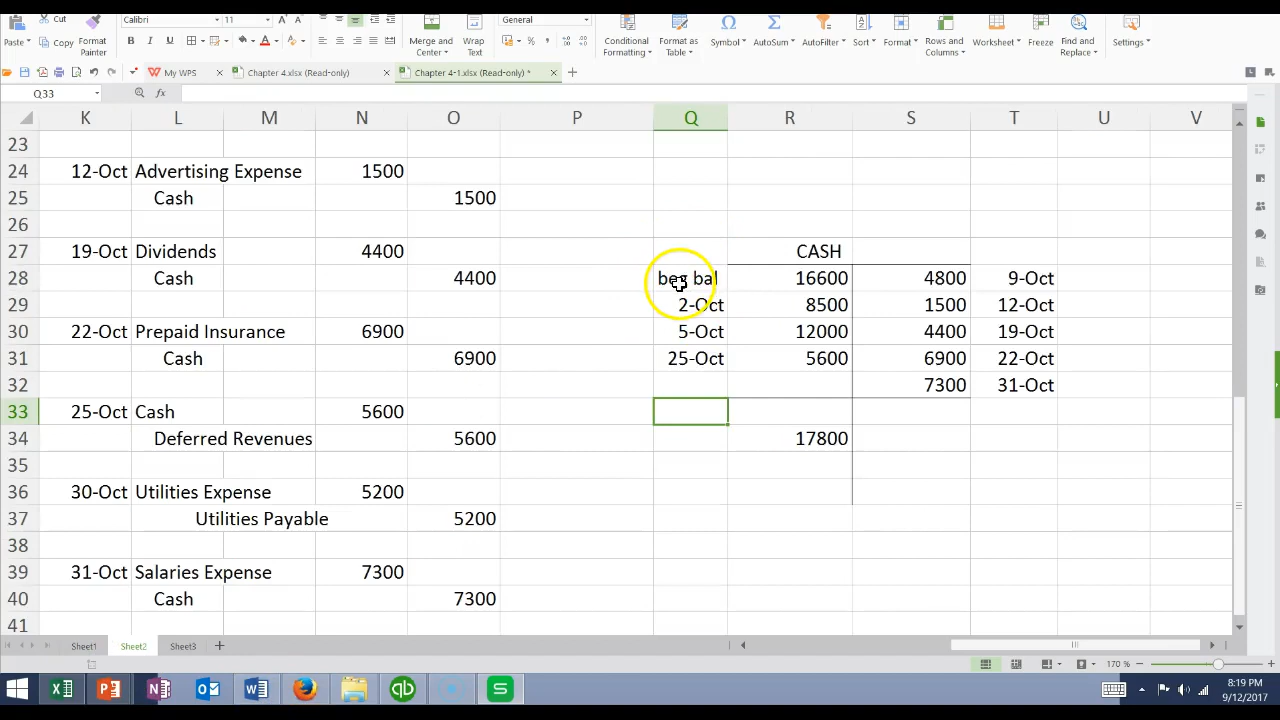 Cut Calibri 11 General
Paste Copy Format Painter B I U A Merge and Center Wrap Text Conditional Formatting Format as Table Symbol AutoSum AutoFilter Sort Format Rows and Columns Worksheet Freeze Find and Replace Settings
My WPS Chapter 4.xlsx (Read-only) Chapter 4-1.xlsx (Read-only) *
Q33 fx
K L M N O P Q R S T U V
23
24 12-Oct Advertising Expense 1500
25 Cash 1500
26
27 19-Oct Dividends 4400 CASH
28 Cash 4400 beg bal 16600 4800 9-Oct
29 2-Oct 8500 1500 12-Oct
30 22-Oct Prepaid Insurance 6900 5-Oct 12000 4400 19-Oct
31 Cash 6900 25-Oct 5600 6900 22-Oct
32 7300 31-Oct
33 25-Oct Cash 5600
34 Deferred Revenues 5600 17800
35
36 30-Oct Utilities Expense 5200
37 Utilities Payable 5200
38
39 31-Oct Salaries Expense 7300
40 Cash 7300
41
Sheet1 Sheet2 Sheet3 +
170 %
8:19 PM
9/12/2017